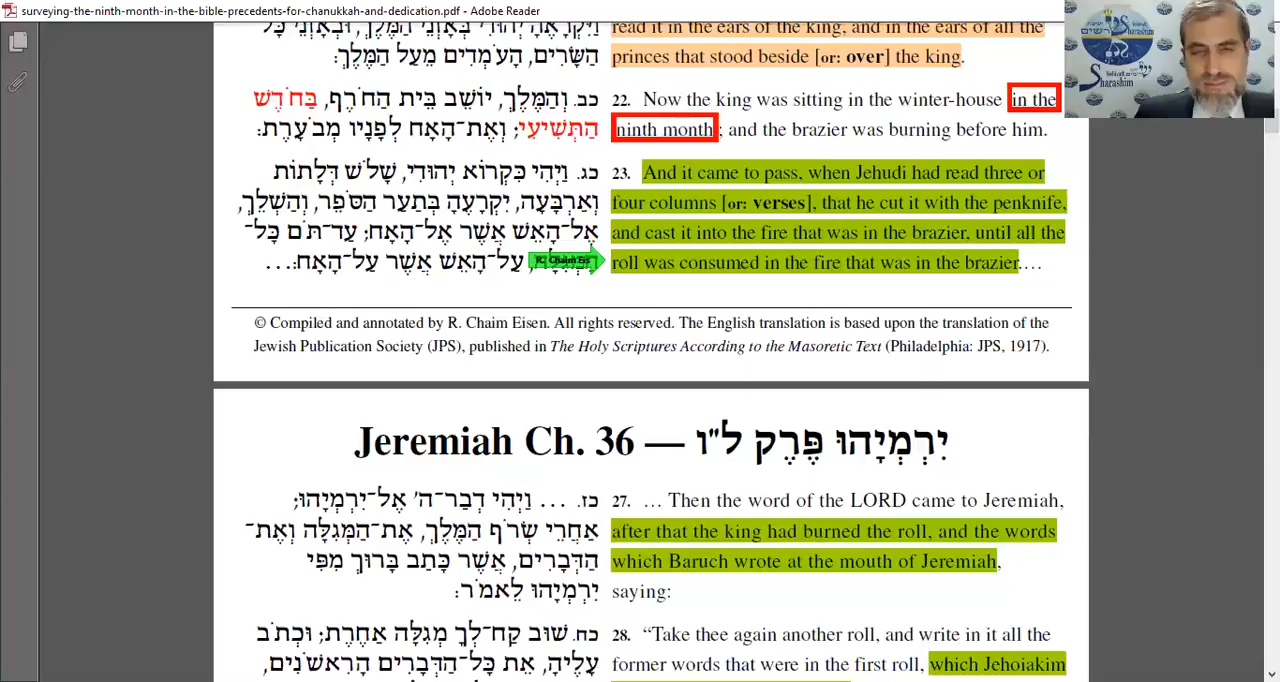 surveying-the-ninth-month-in-the-bible-precedents-for-chanukkah-and-dedication.pdf - Adobe Reader
וַיִּקְרָאֶהָ יְהוּדִי, בְּאָזְנֵי הַמֶּלֶךְ, וּבְאָזְנֵי כָּל־
הַשָּׂרִים, הָעֹמְדִים מֵעַל הַמֶּלֶךְ:
read it in the ears of the king, and in the ears of all the
princes that stood beside [or: over] the king.
כב. וְהַמֶּלֶךְ, יוֹשֵׁב בֵּית הַחֹרֶף, בַּחֹדֶשׁ
הַתְּשִׁיעִי; וְאֶת־הָאָח לְפָנָיו מְבֹעָרֶת:
22. Now the king was sitting in the winter-house in the
ninth month; and the brazier was burning before him.
כג. וַיְהִי כִּקְרוֹא יְהוּדִי, שָׁלֹשׁ דְּלָתוֹת
וְאַרְבָּעָה, יִקְרָעֶהָ בְּתַעַר הַסֹּפֵר, וְהַשְׁלֵךְ,
אֶל־הָאֵשׁ אֲשֶׁר אֶל־הָאָח; עַד־תֹּם כָּל־
הַמְּגִלָּה, עַל־הָאֵשׁ אֲשֶׁר עַל־הָאָח:…
R. Chaim Eis
23. And it came to pass, when Jehudi had read three or
four columns [or: verses], that he cut it with the penknife,
and cast it into the fire that was in the brazier, until all the
roll was consumed in the fire that was in the brazier.…
© Compiled and annotated by R. Chaim Eisen. All rights reserved. The English translation is based upon the translation of the
Jewish Publication Society (JPS), published in The Holy Scriptures According to the Masoretic Text (Philadelphia: JPS, 1917).
Jeremiah Ch. 36 — יִרְמְיָהוּ פֶּרֶק ל"ו
כז. … וַיְהִי דְבַר־ה' אֶל־יִרְמְיָהוּ;
אַחֲרֵי שְׂרֹף הַמֶּלֶךְ, אֶת־הַמְּגִלָּה וְאֶת־
הַדְּבָרִים, אֲשֶׁר כָּתַב בָּרוּךְ מִפִּי
יִרְמְיָהוּ לֵאמֹר:
27. … Then the word of the LORD came to Jeremiah,
after that the king had burned the roll, and the words
which Baruch wrote at the mouth of Jeremiah,
saying:
כח. שׁוּב קַח־לְךָ מְגִלָּה אַחֶרֶת; וּכְתֹב
עָלֶיהָ, אֵת כָּל־הַדְּבָרִים הָרִאשֹׁנִים,
28. “Take thee again another roll, and write in it all the
former words that were in the first roll, which Jehoiakim
Sharashim